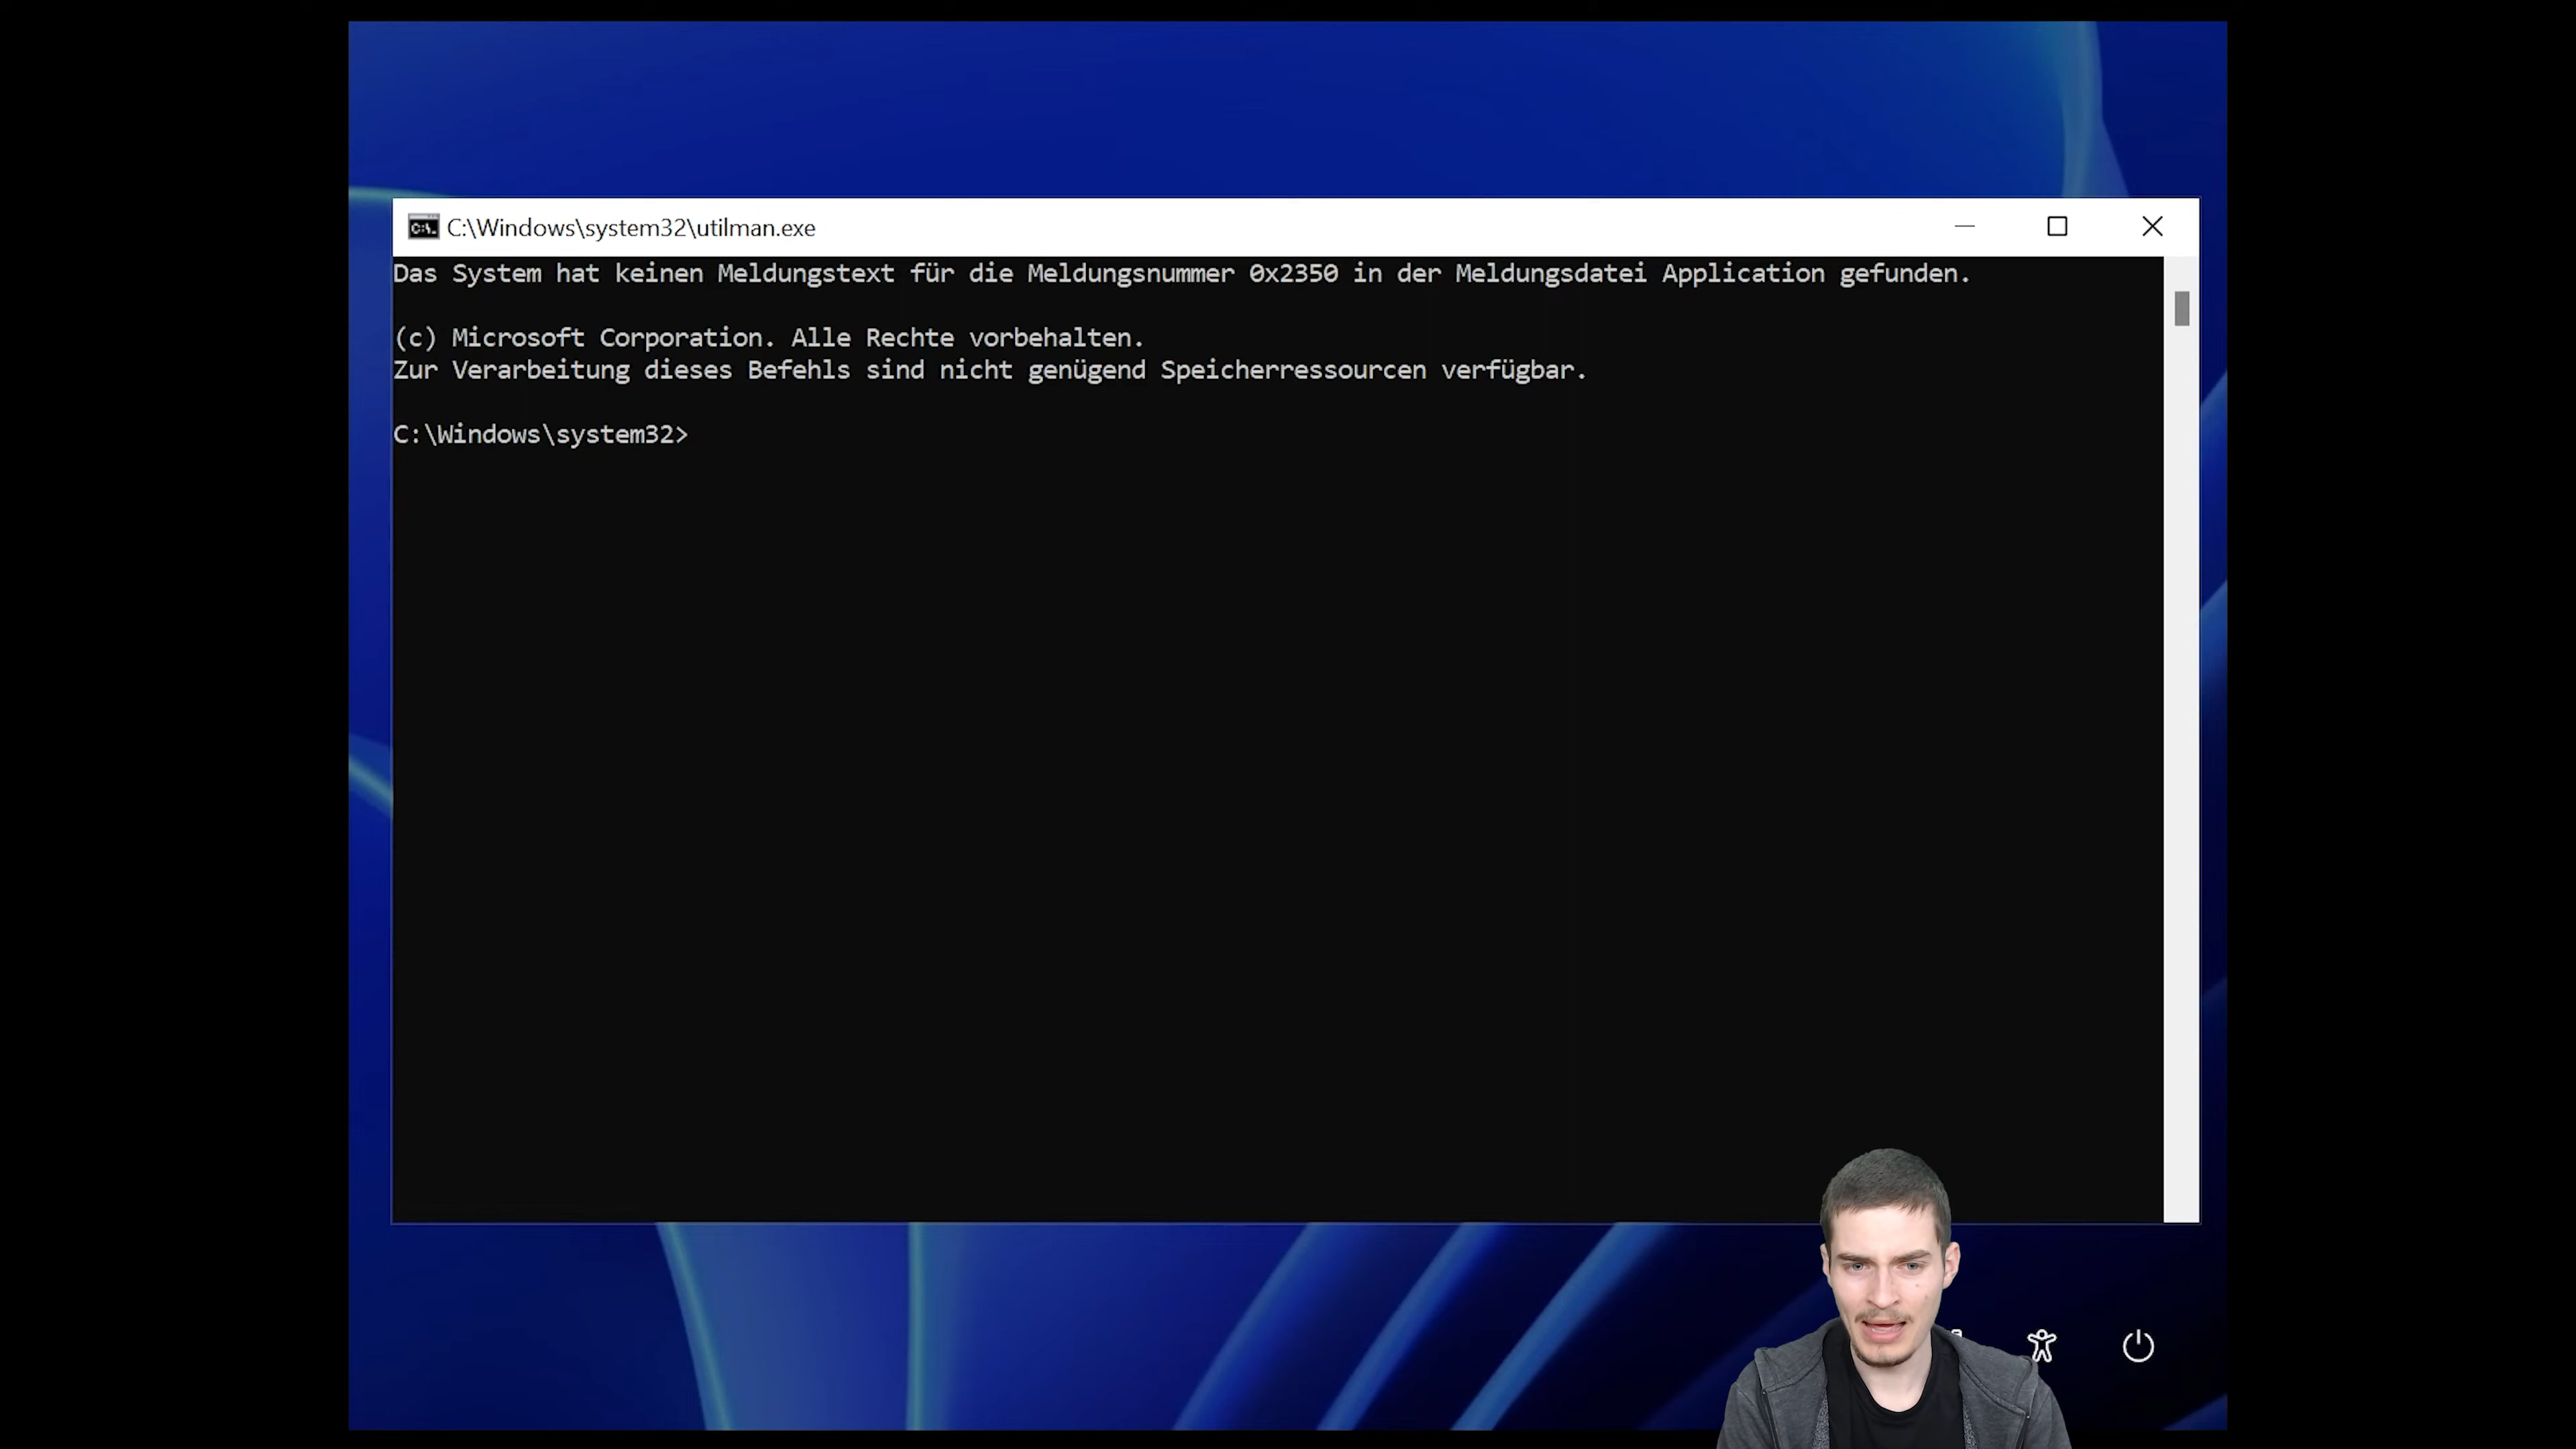 C:\Windows\system32\utilman.exe
Das System hat keinen Meldungstext für die Meldungsnummer 0x2350 in der Meldungsdatei Application gefunden.
(c) Microsoft Corporation. Alle Rechte vorbehalten.
Zur Verarbeitung dieses Befehls sind nicht genügend Speicherressourcen verfügbar.
C:\Windows\system32>